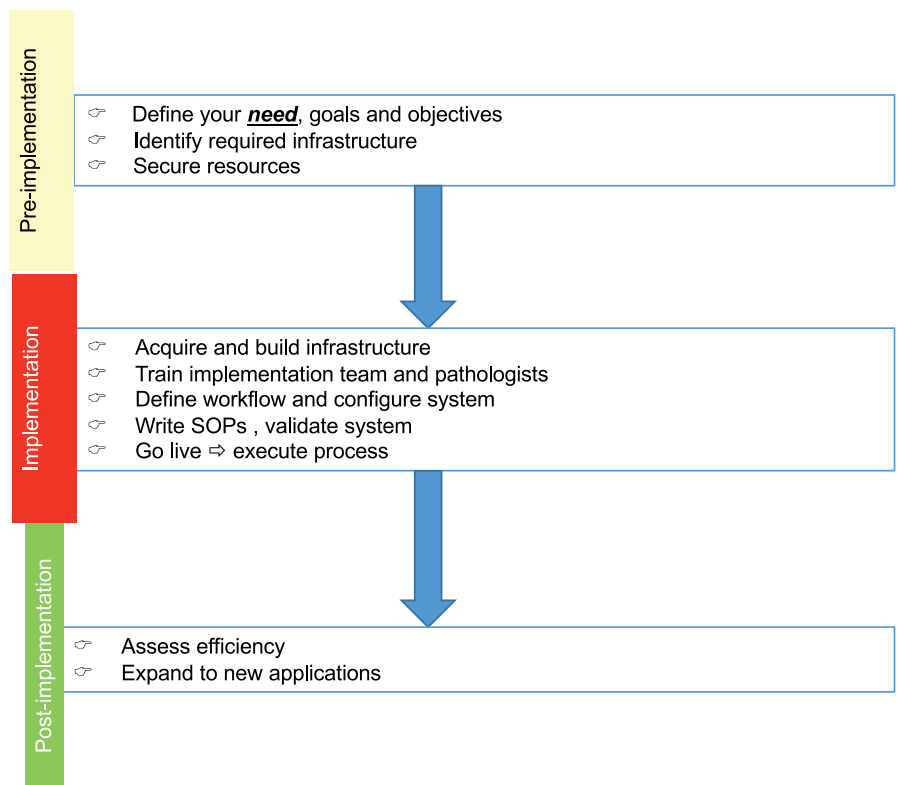 Pre-implementation
☞ Define your need, goals and objectives
☞ Identify required infrastructure
☞ Secure resources
Implementation
☞ Acquire and build infrastructure
☞ Train implementation team and pathologists
☞ Define workflow and configure system
☞ Write SOPs , validate system
☞ Go live ⇨ execute process
Post-implementation
☞ Assess efficiency
☞ Expand to new applications